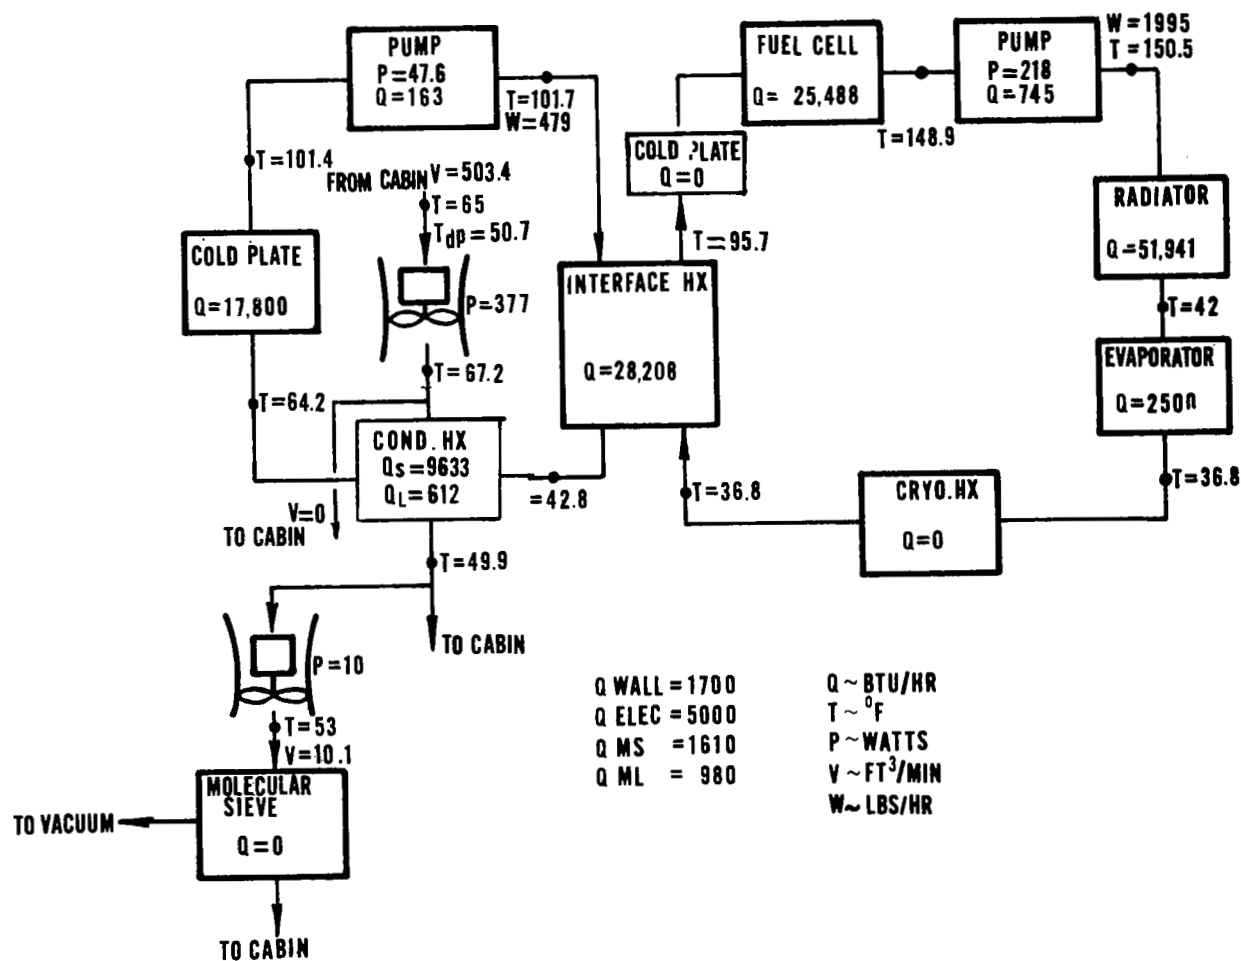 PUMP
P=47.6
Q=163
T=101.7
W=479
T=101.4
FROM CABIN
V=503.4
T=65
Tdp=50.7
COLD PLATE
Q=17,800
P=377
T=67.2
T=64.2
COND. HX
QS=9633
QL=612
V=0
TO CABIN
=42.8
T=49.9
TO CABIN
P=10
T=53
V=10.1
MOLECULAR
SIEVE
Q=0
TO VACUUM
TO CABIN
INTERFACE HX
Q=28,208
T=95.7
COLD PLATE
Q=0
FUEL CELL
Q= 25,488
T=148.9
PUMP
P=218
Q=745
W=1995
T=150.5
RADIATOR
Q=51,941
T=42
EVAPORATOR
Q=2500
T=36.8
CRYO.HX
Q=0
T=36.8
Q WALL =1700
Q ELEC =5000
Q MS =1610
Q ML = 980
Q~BTU/HR
T~°F
P~WATTS
V~FT³/MIN
W~LBS/HR